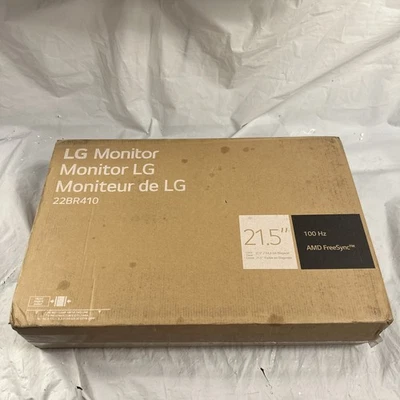 LG Monitor
Monitor LG
Moniteur de LG
22BR410
21.5"
100 Hz
AMD FreeSync™